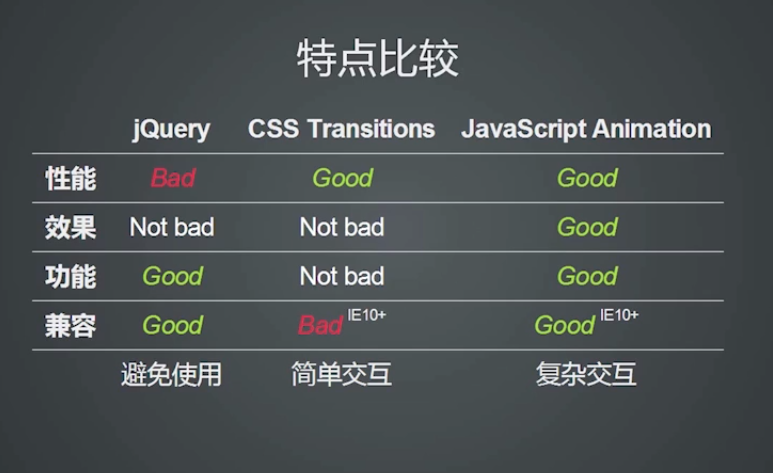 特点比较
jQuery CSS Transitions JavaScript Animation
性能 Bad Good Good
效果 Not bad Not bad Good
功能 Good Not bad Good
兼容 Good Bad IE10+ Good IE10+
避免使用 简单交互 复杂交互